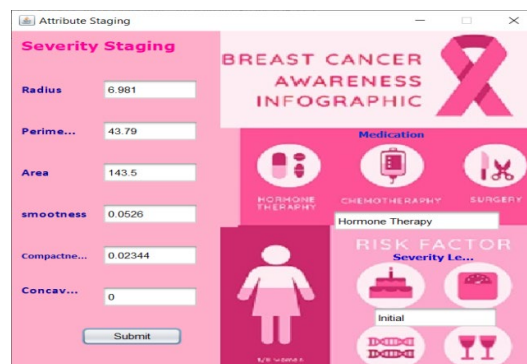 Attribute Staging
Severity Staging
Radius 6.981
Perime... 43.79
Area 143.5
smootness 0.0526
Compactne... 0.02344
Concav... 0
Submit
BREAST CANCER
AWARENESS
INFOGRAPHIC
Medication
HORMONE
THERAPHY
CHEMOTHERAPHY
SURGERY
Hormone Therapy
RISK FACTOR
Severity Le...
Initial